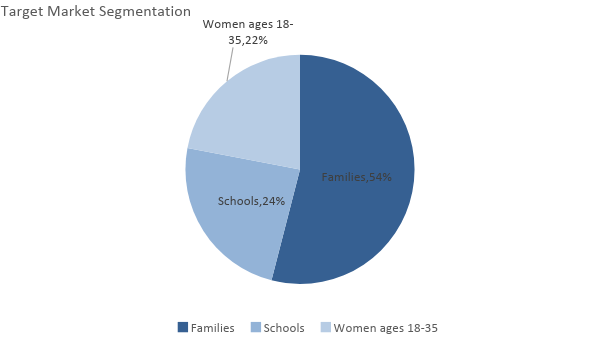 Target Market Segmentation
Women ages 18-
35,22%
Families,54%
Schools,24%
Families
Schools
Women ages 18-35